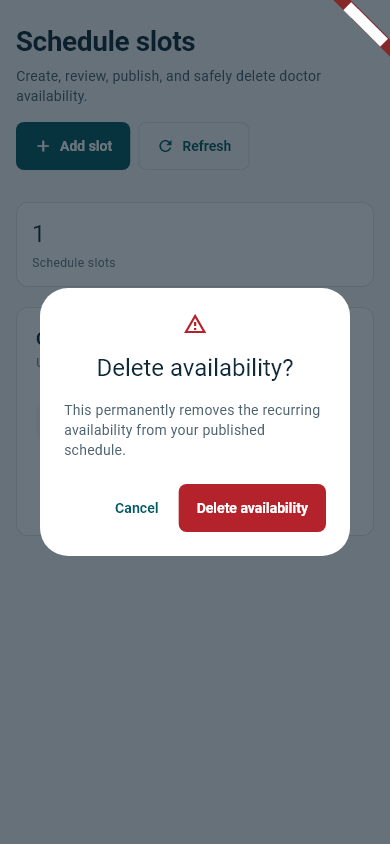 Schedule slots
Create, review, publish, and safely delete doctor
availability.
Add slot
Refresh
1
Schedule slots
Delete availability?
This permanently removes the recurring
availability from your published
schedule.
Cancel
Delete availability